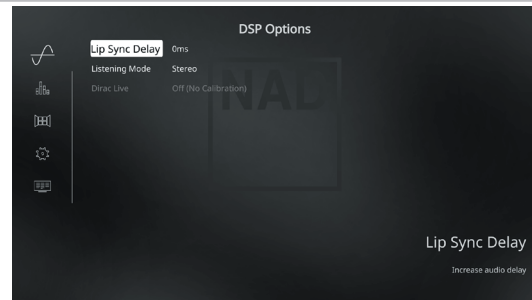 DSP Options
Lip Sync Delay 0ms
Listening Mode Stereo
Dirac Live Off (No Calibration)
NAD
Lip Sync Delay
Increase audio delay